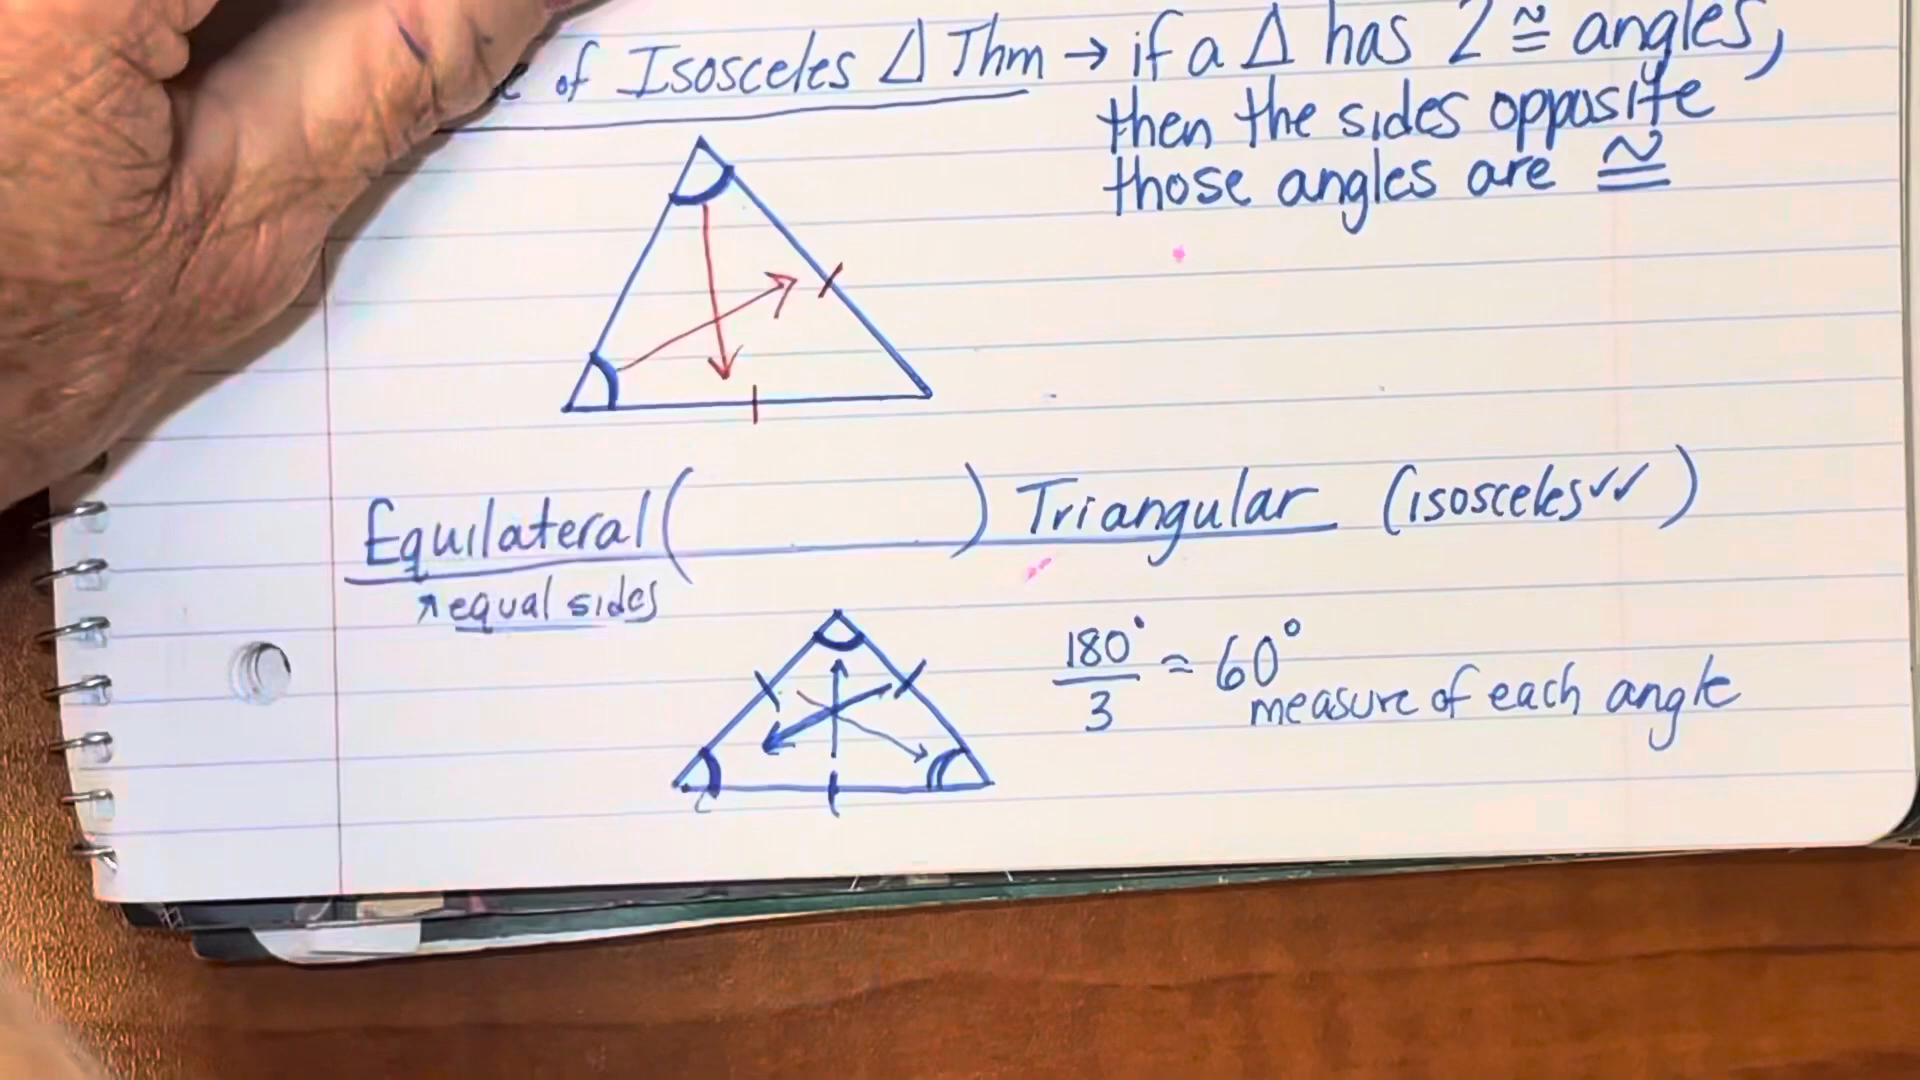 of Isosceles △ Thm → if a △ has 2 ≅ angles,
then the sides opposite
those angles are ≅
Equilateral ( ) Triangular (isosceles✓✓)
↗ equal sides
180° / 3 = 60°
measure of each angle